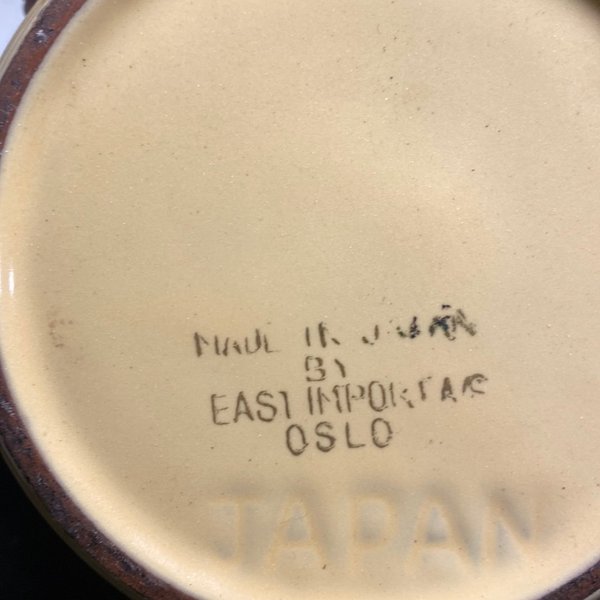 MADE IN JAPAN
BY
EAST IMPORT A/S
OSLO
JAPAN